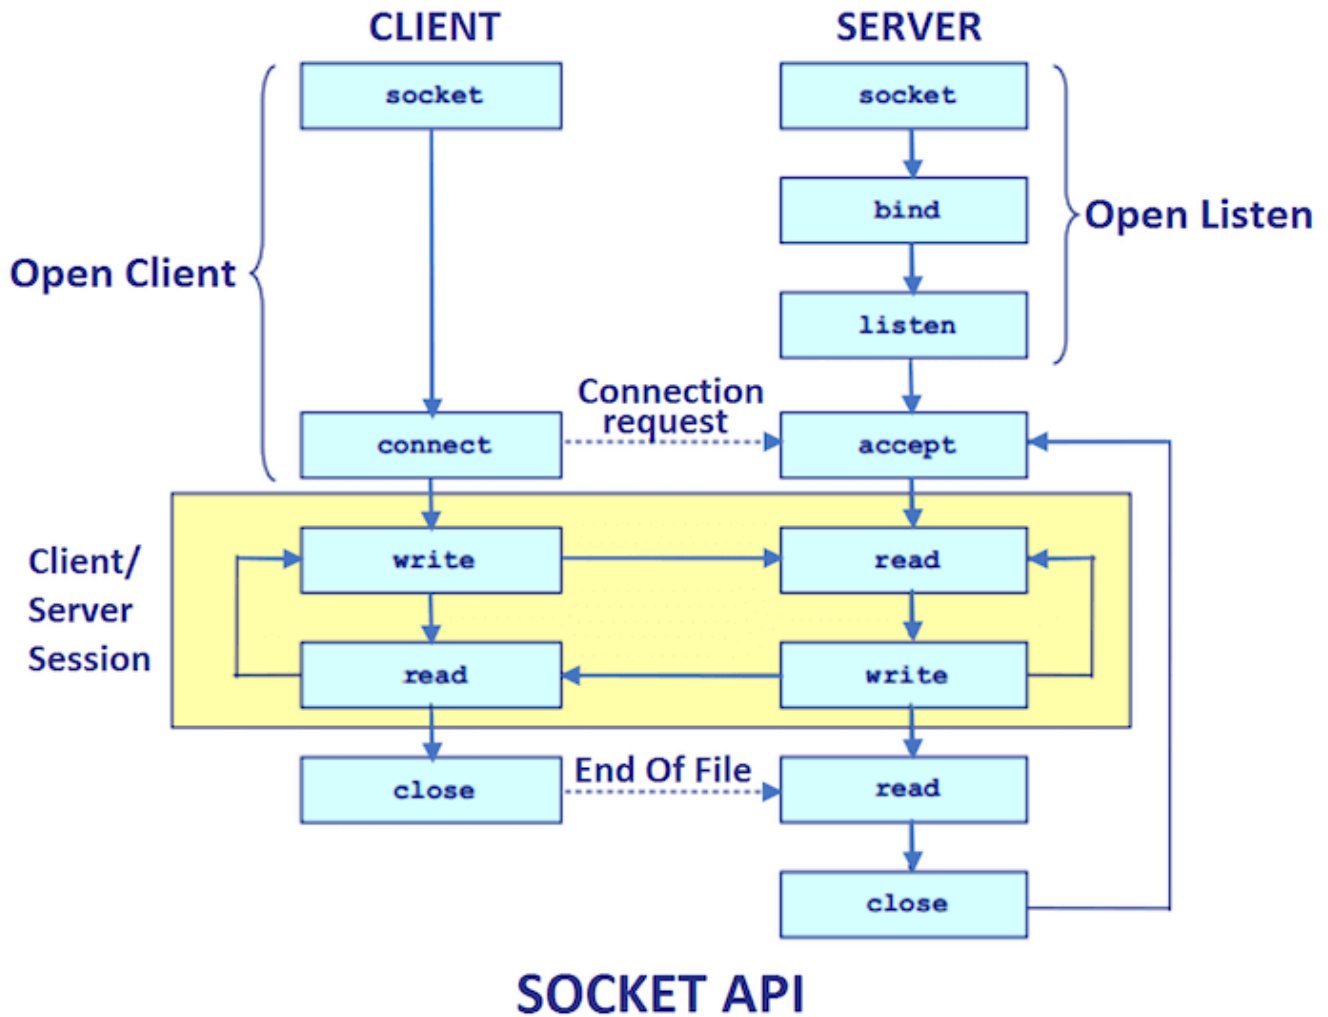 CLIENT
SERVER
socket
socket
bind
Open Listen
Open Client
listen
Connection
request
connect
accept
Client/
Server
Session
write
read
read
write
End Of File
close
read
close
SOCKET API